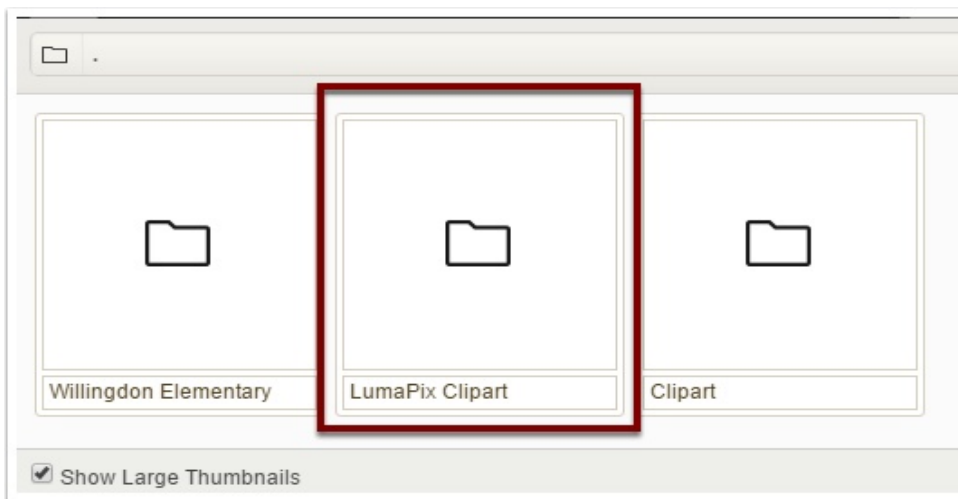 .
Willingdon Elementary
LumaPix Clipart
Clipart
Show Large Thumbnails